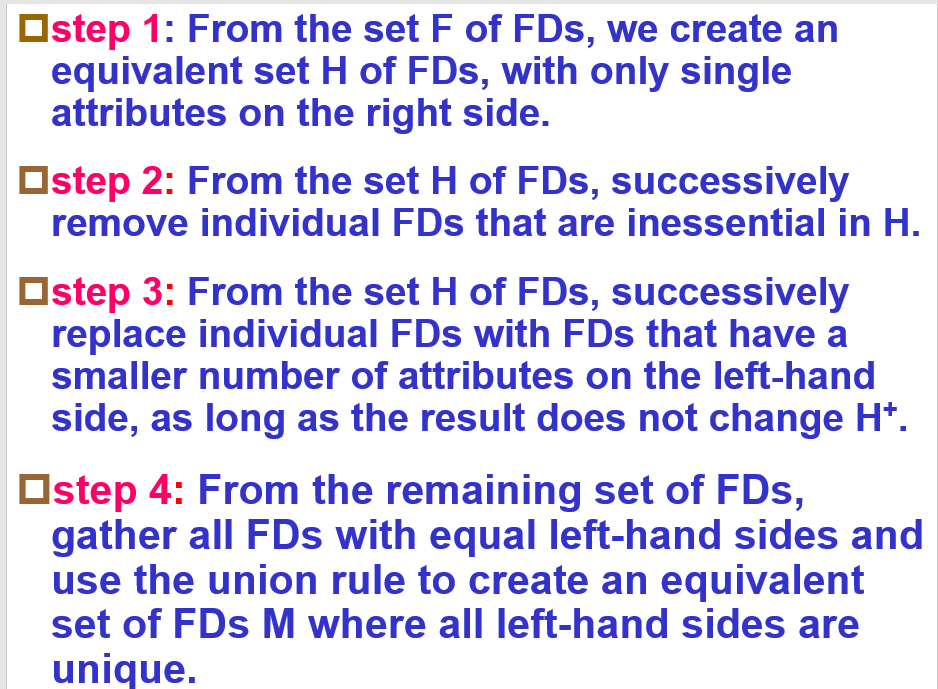 step 1: From the set F of FDs, we create an
equivalent set H of FDs, with only single
attributes on the right side.
step 2: From the set H of FDs, successively
remove individual FDs that are inessential in H.
step 3: From the set H of FDs, successively
replace individual FDs with FDs that have a
smaller number of attributes on the left-hand
side, as long as the result does not change H⁺.
step 4: From the remaining set of FDs,
gather all FDs with equal left-hand sides and
use the union rule to create an equivalent
set of FDs M where all left-hand sides are
unique.